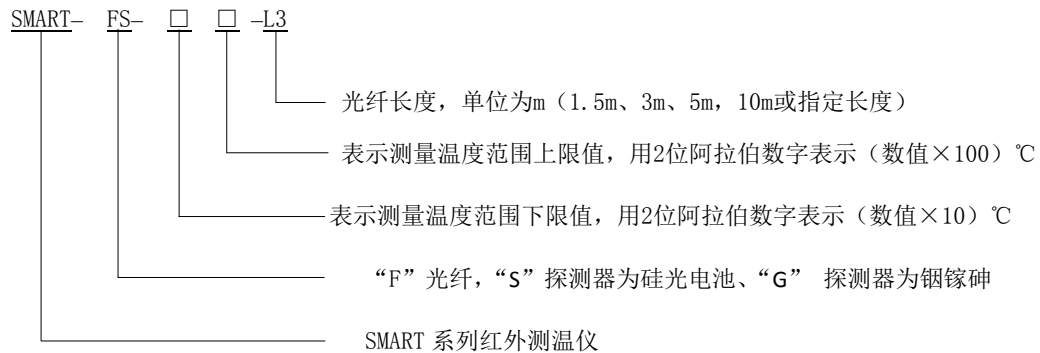 SMART- FS- □ □ -L3
光纤长度，单位为m（1.5m、3m、5m，10m或指定长度）
表示测量温度范围上限值，用2位阿拉伯数字表示（数值×100）℃
表示测量温度范围下限值，用2位阿拉伯数字表示（数值×10）℃
“F”光纤，“S”探测器为硅光电池、“G” 探测器为铟镓砷
SMART 系列红外测温仪